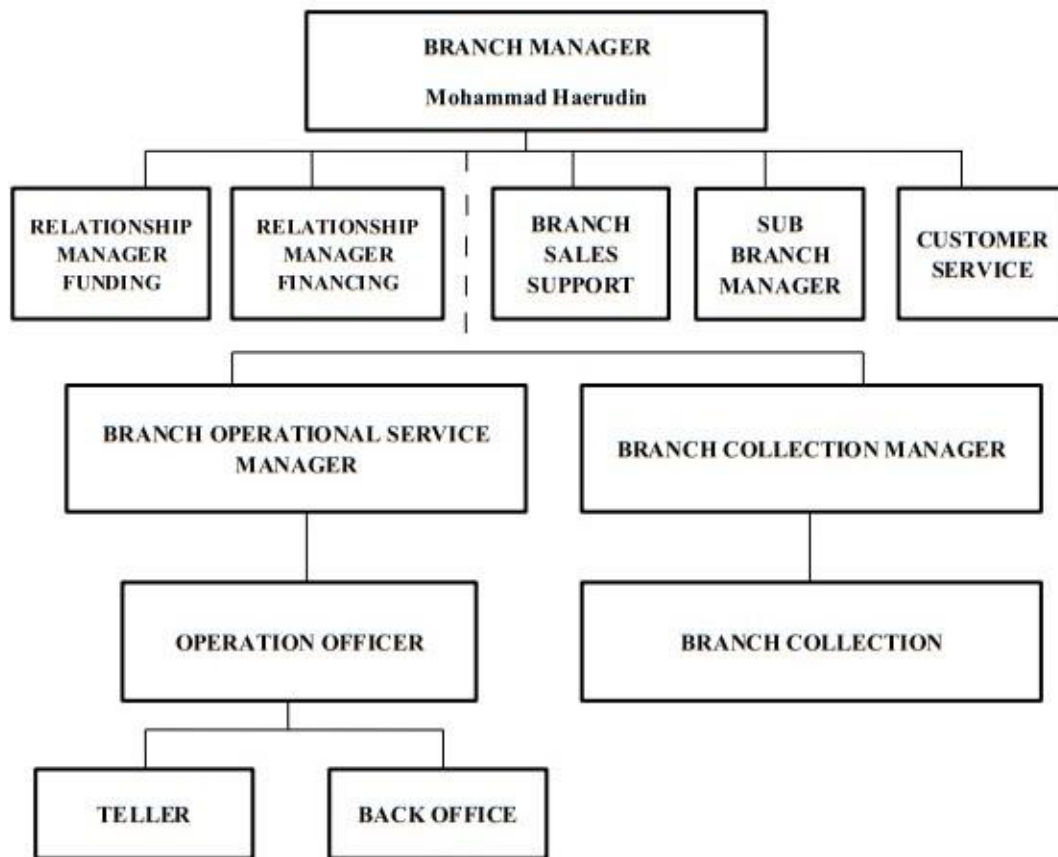 BRANCH MANAGER
Mohammad Haerudin
RELATIONSHIP
MANAGER
FUNDING
RELATIONSHIP
MANAGER
FINANCING
BRANCH
SALES
SUPPORT
SUB
BRANCH
MANAGER
CUSTOMER
SERVICE
BRANCH OPERATIONAL SERVICE
MANAGER
BRANCH COLLECTION MANAGER
OPERATION OFFICER
BRANCH COLLECTION
TELLER
BACK OFFICE